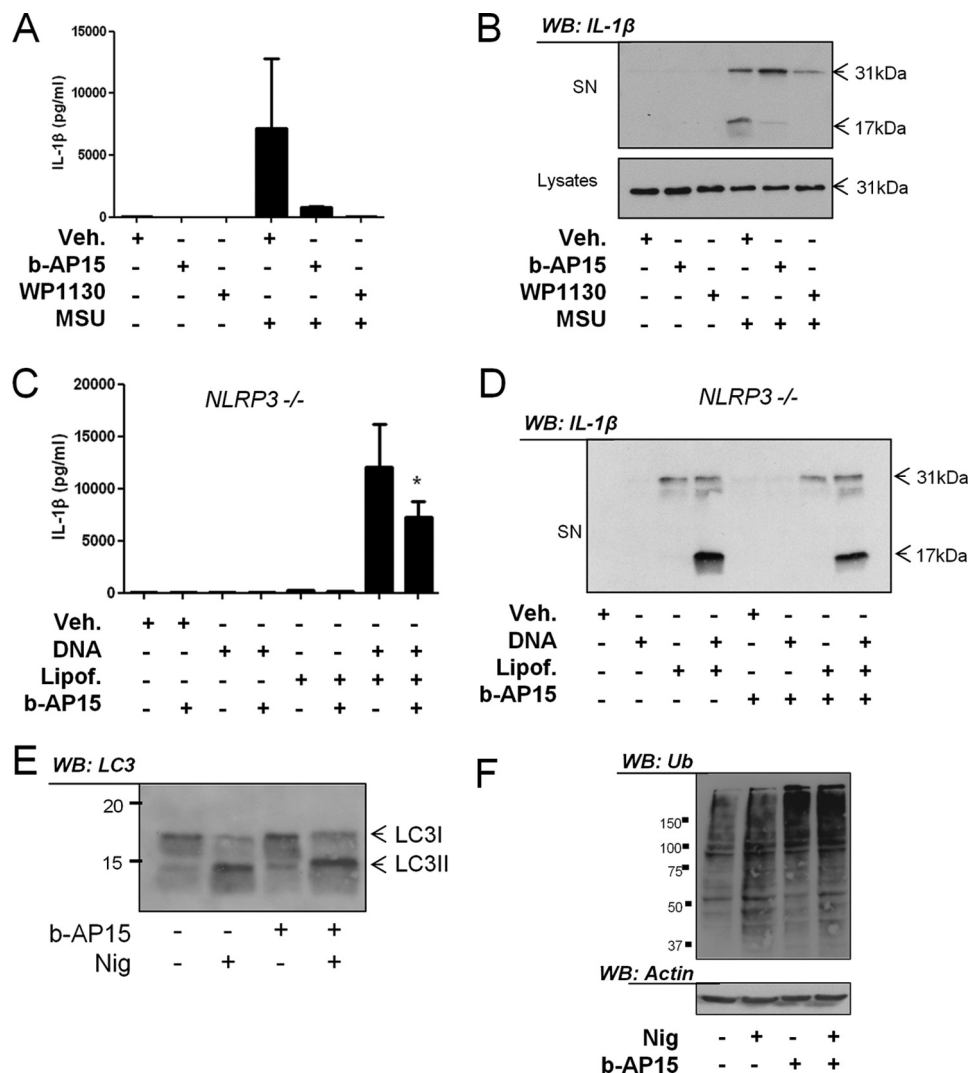 A
IL-1β (pg/ml)
15000
10000
5000
0
Veh. + - - + - -
b-AP15 - + - - + -
WP1130 - - + - - +
MSU - - - + + +
B
WB: IL-1β
SN
31kDa
17kDa
Lysates
31kDa
Veh. + - - + - -
b-AP15 - + - - + -
WP1130 - - + - - +
MSU - - - + + +
C
NLRP3 -/-
IL-1β (pg/ml)
20000
15000
10000
5000
0
*
Veh. + + - - - - - -
DNA - - + + - - + +
Lipof. - - - - + + + +
b-AP15 - + - + - + - +
D
NLRP3 -/-
WB: IL-1β
SN
31kDa
17kDa
Veh. + - - - + - - -
DNA - + - + - + - +
Lipof. - - + + - - + +
b-AP15 - - - - + + + +
E
WB: LC3
20
15
LC3I
LC3II
b-AP15 - - + +
Nig - + - +
F
WB: Ub
150
100
75
50
37
WB: Actin
Nig - + - +
b-AP15 - - + +